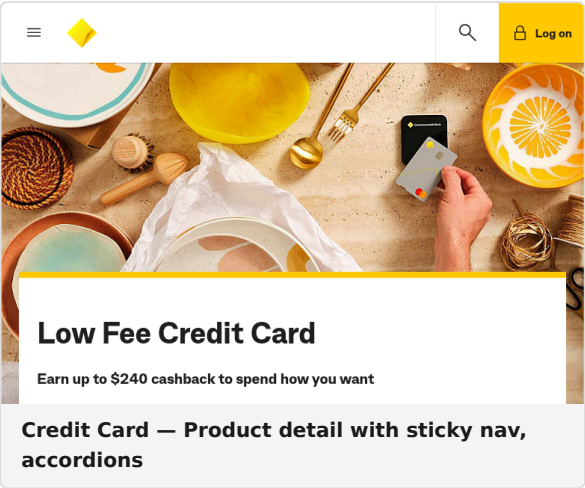 Log on
CommonwealthBank
Low Fee Credit Card
Earn up to $240 cashback to spend how you want
Credit Card — Product detail with sticky nav,
accordions